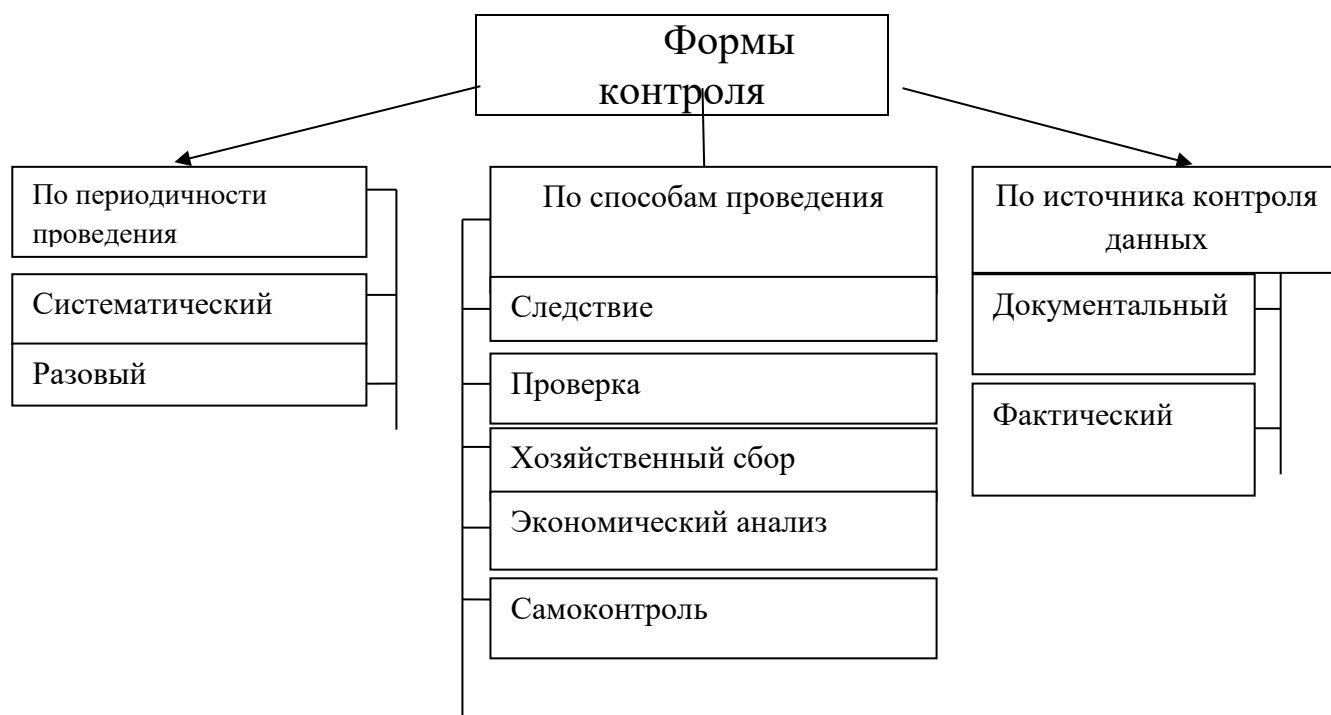 Формы
контроля
По периодичности
проведения
Систематический
Разовый
По способам проведения
Следствие
Проверка
Хозяйственный сбор
Экономический анализ
Самоконтроль
По источника контроля
данных
Документальный
Фактический